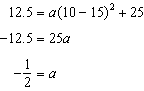 12.5 = a(10 − 15)² + 25
−12.5 = 25a
−1/2 = a